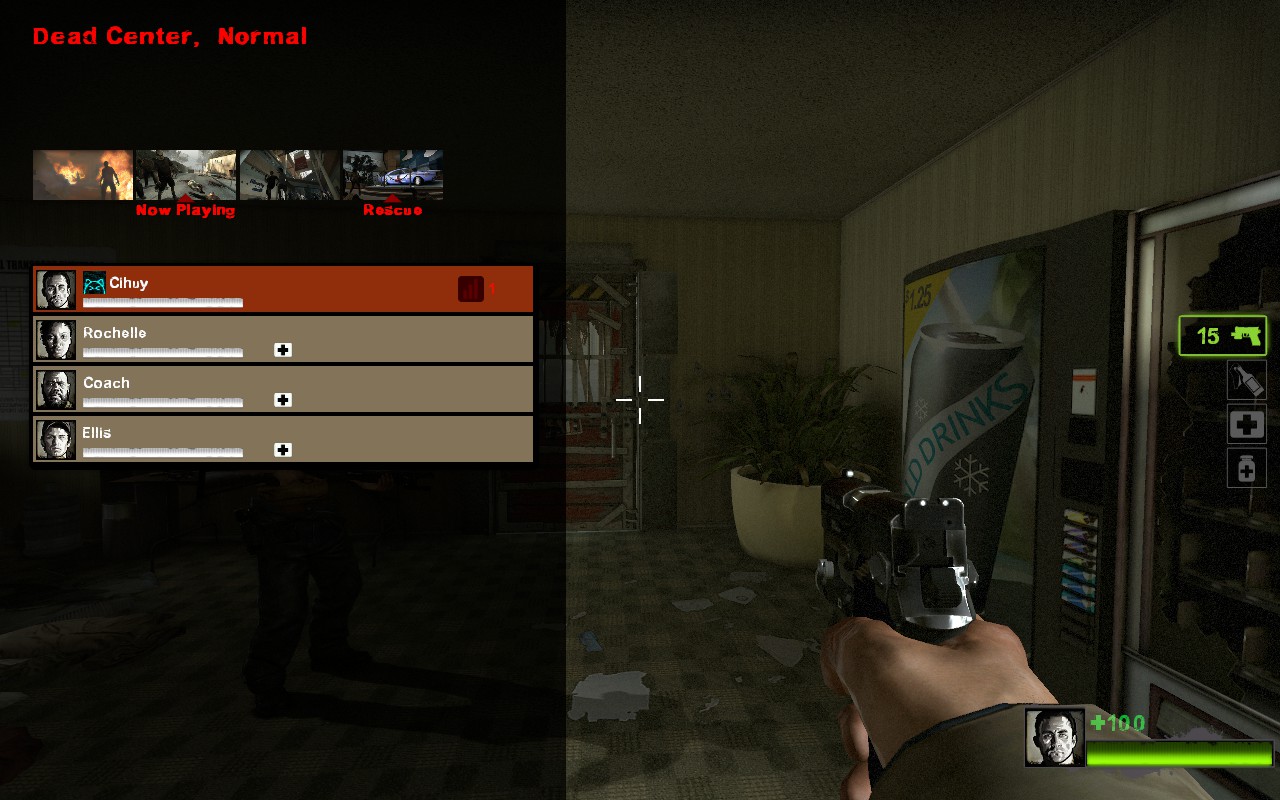 Dead Center, Normal
Now Playing
Rescue
Cihuy
1
Rochelle
Coach
Ellis
$1.25
LD DRINKS
15
+100